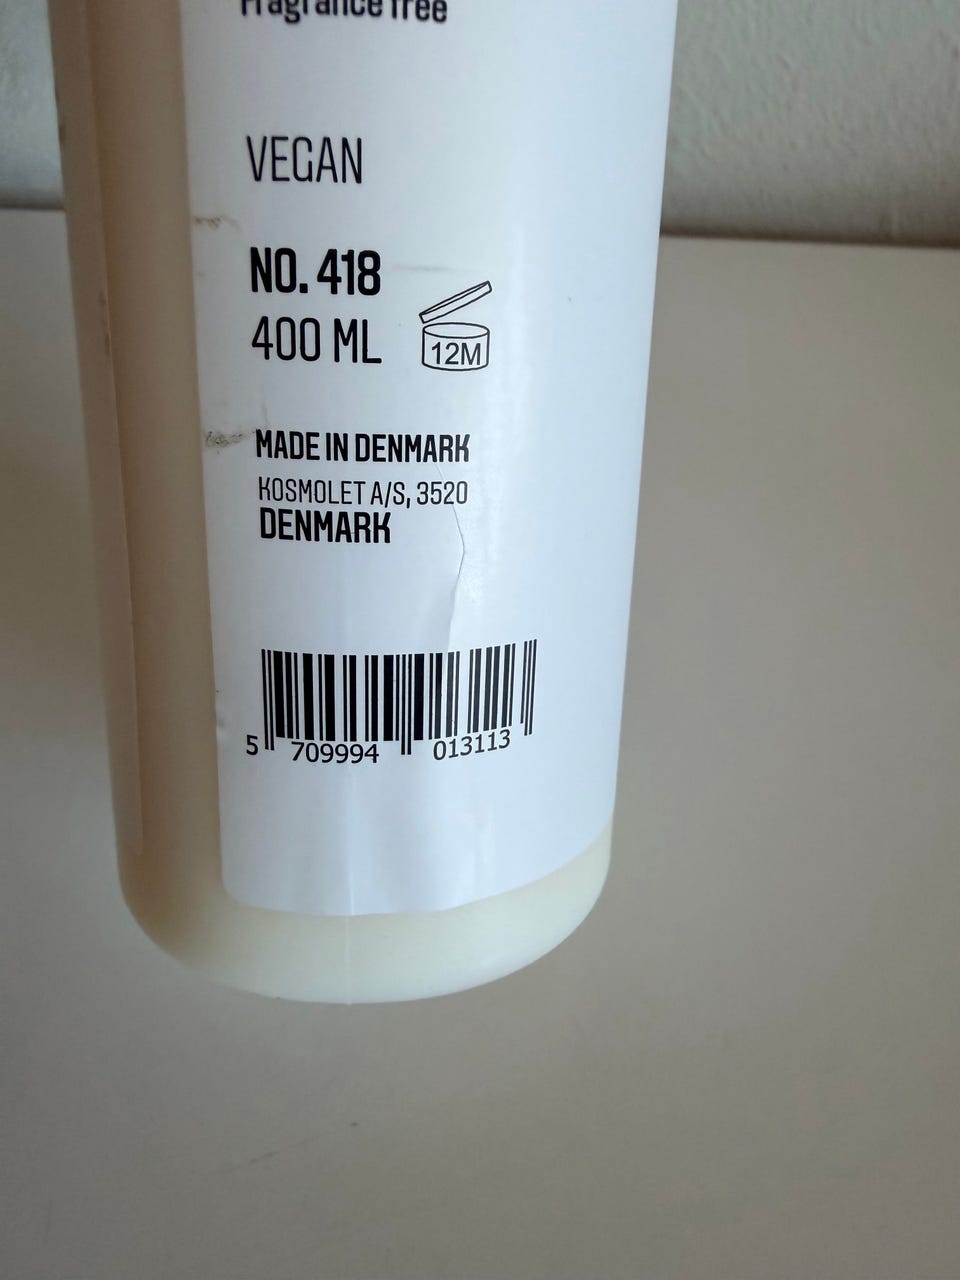 Fragrance free
VEGAN
NO. 418
400 ML
12M
MADE IN DENMARK
KOSMOLET A/S, 3520
DENMARK
5 709994 013113